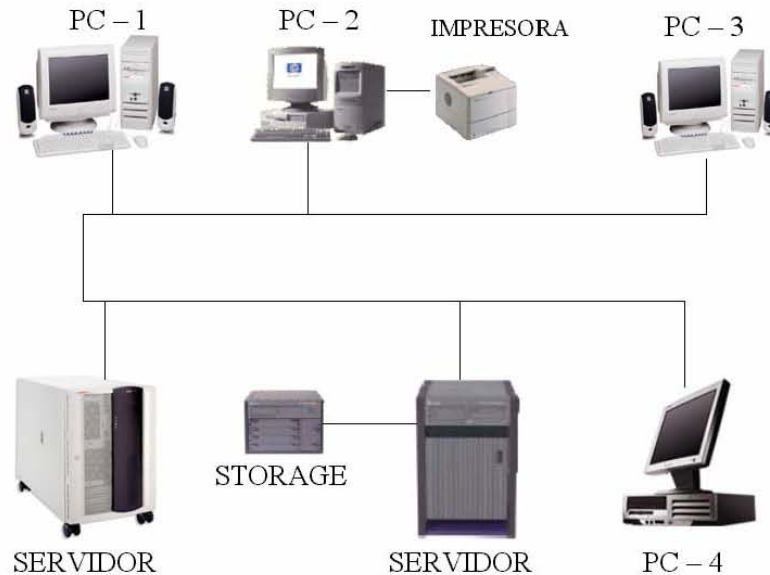 PC – 1
PC – 2
IMPRESORA
PC – 3
STORAGE
SERVIDOR
SERVIDOR
PC – 4